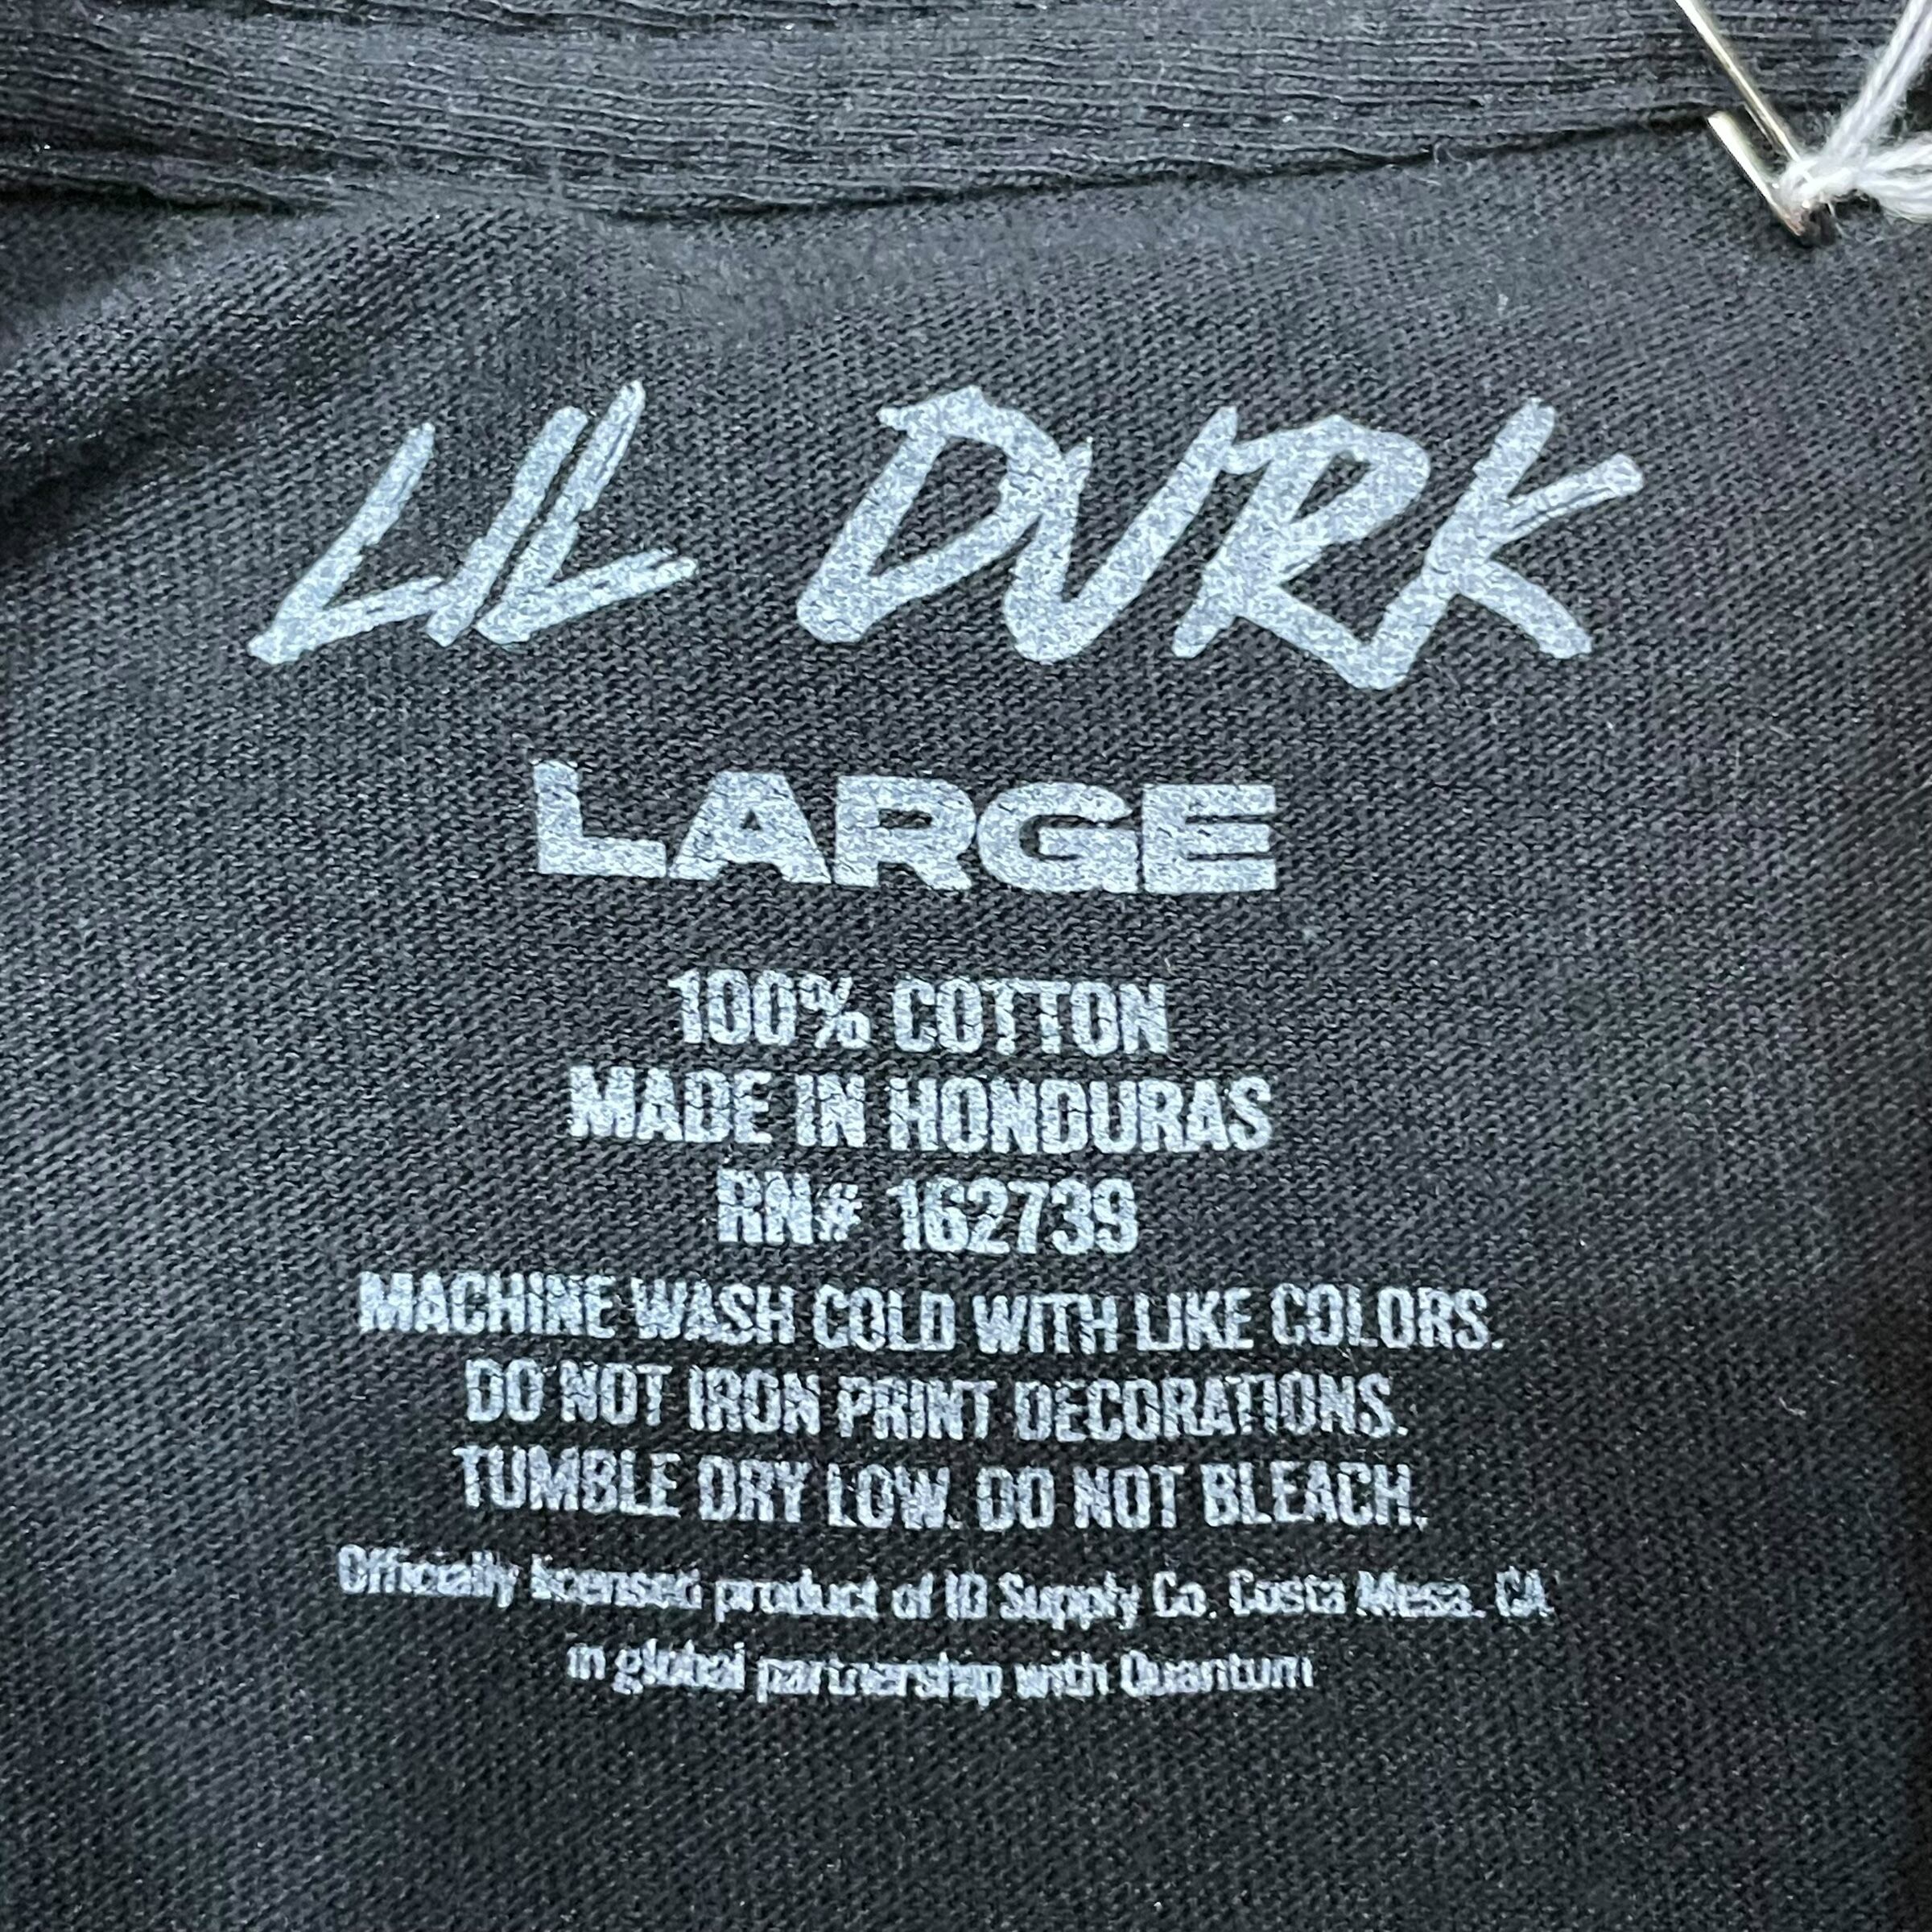 LIL DURK
LARGE
100% COTTON
MADE IN HONDURAS
RN# 162739
MACHINE WASH COLD WITH LIKE COLORS.
DO NOT IRON PRINT DECORATIONS.
TUMBLE DRY LOW. DO NOT BLEACH.
Officially licensed product of ID Supply Co. Costa Mesa, CA
in global partnership with Quantum